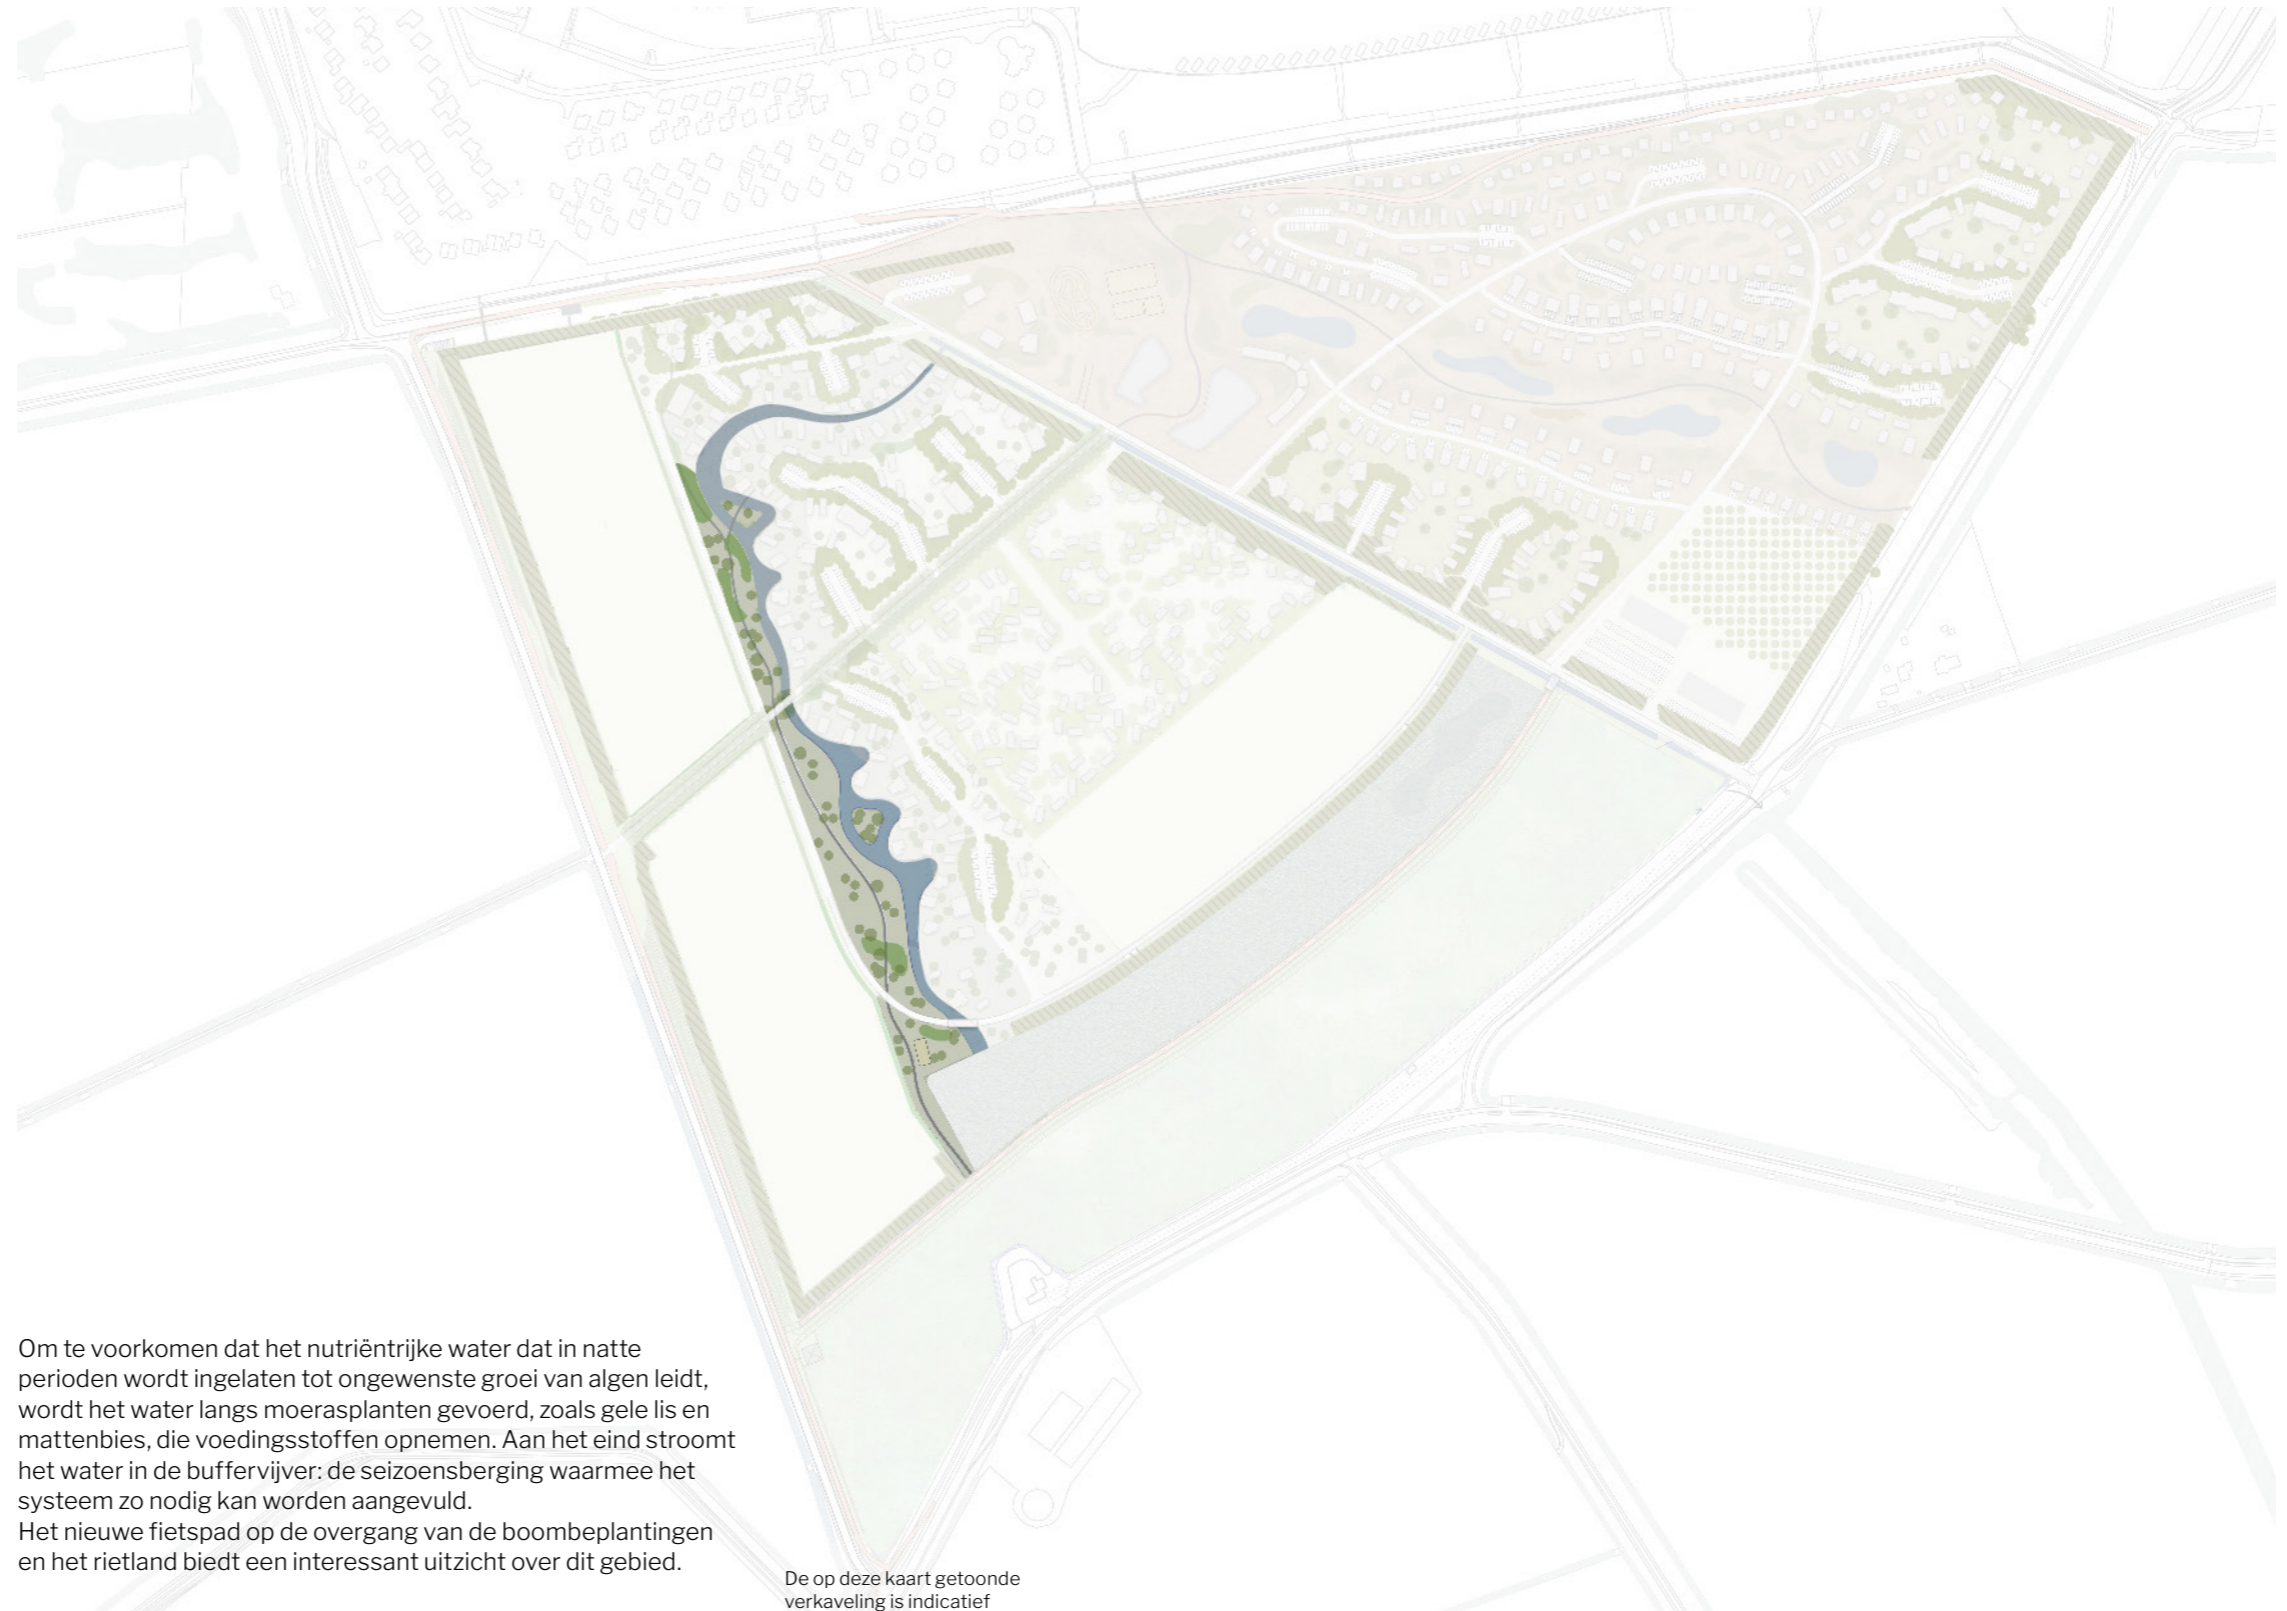 Om te voorkomen dat het nutriëntrijke water dat in natte
perioden wordt ingelaten tot ongewenste groei van algen leidt,
wordt het water langs moerasplanten gevoerd, zoals gele lis en
mattenbies, die voedingsstoffen opnemen. Aan het eind stroomt
het water in de buffervijver: de seizoensberging waarmee het
systeem zo nodig kan worden aangevuld.
Het nieuwe fietspad op de overgang van de boombeplantingen
en het rietland biedt een interessant uitzicht over dit gebied.
De op deze kaart getoonde
verkaveling is indicatief